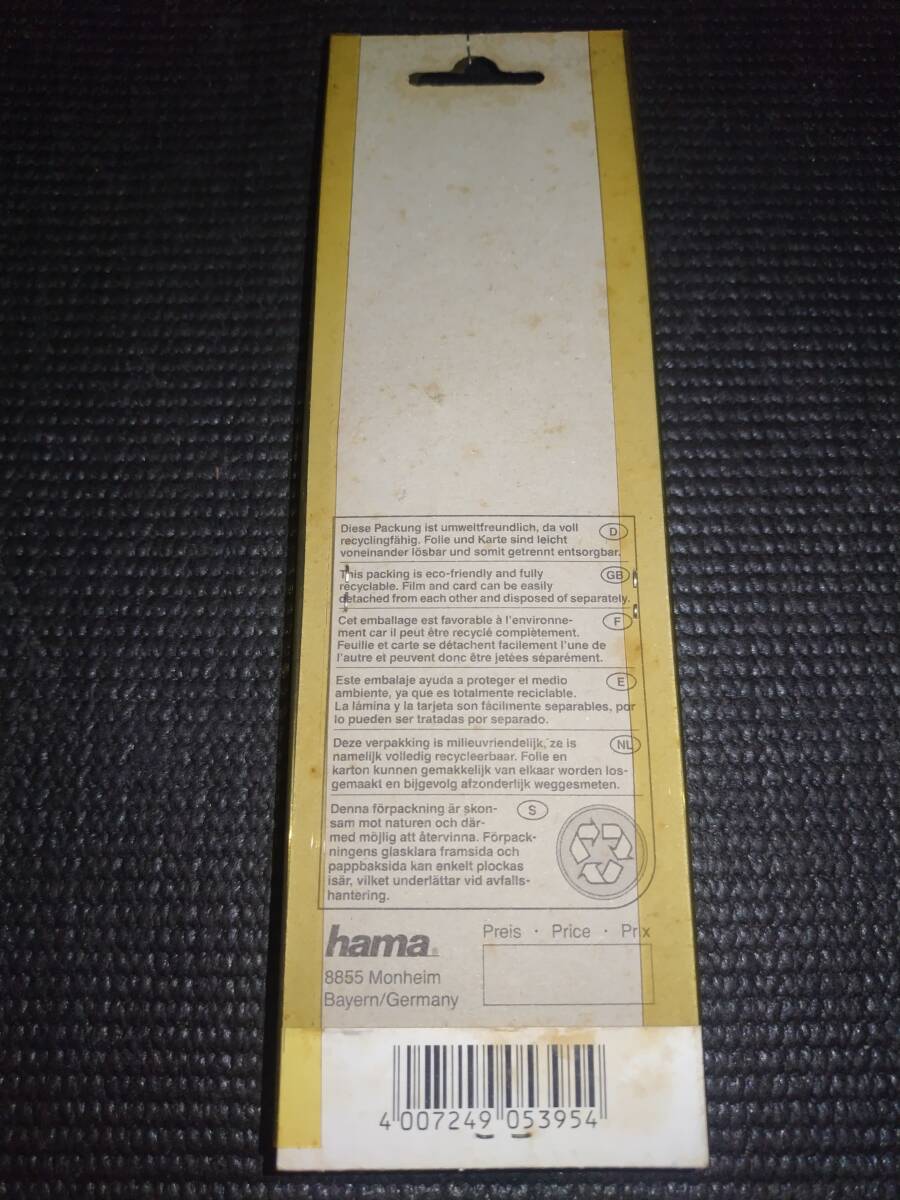 Diese Packung ist umweltfreundlich, da voll D
recyclingfähig. Folie und Karte sind leicht
voneinander lösbar und somit getrennt entsorgbar.
This packing is eco-friendly and fully GB
recyclable. Film and card can be easily
detached from each other and disposed of separately.
Cet emballage est favorable à l'environne- F
ment car il peut être recyclé complètement.
Feuille et carte se détachent facilement l'une de
l'autre et peuvent donc être jetées séparément.
Este embalaje ayuda a proteger el medio E
ambiente, ya que es totalmente reciclable.
La lámina y la tarjeta son fácilmente separables, por
lo pueden ser tratadas por separado.
Deze verpakking is milieuvriendelijk, ze is NL
namelijk volledig recycleerbaar. Folie en
karton kunnen gemakkelijk van elkaar worden los-
gemaakt en bijgevolg afzonderlijk weggesmeten.
Denna förpackning är skon- S
sam mot naturen och där-
med möjlig att återvinna. Förpack-
ningens glasklara framsida och
pappbaksida kan enkelt plockas
isär, vilket underlättar vid avfalls-
hantering.
hama®
8855 Monheim
Bayern/Germany
Preis · Price · Prix
4 007249 053954